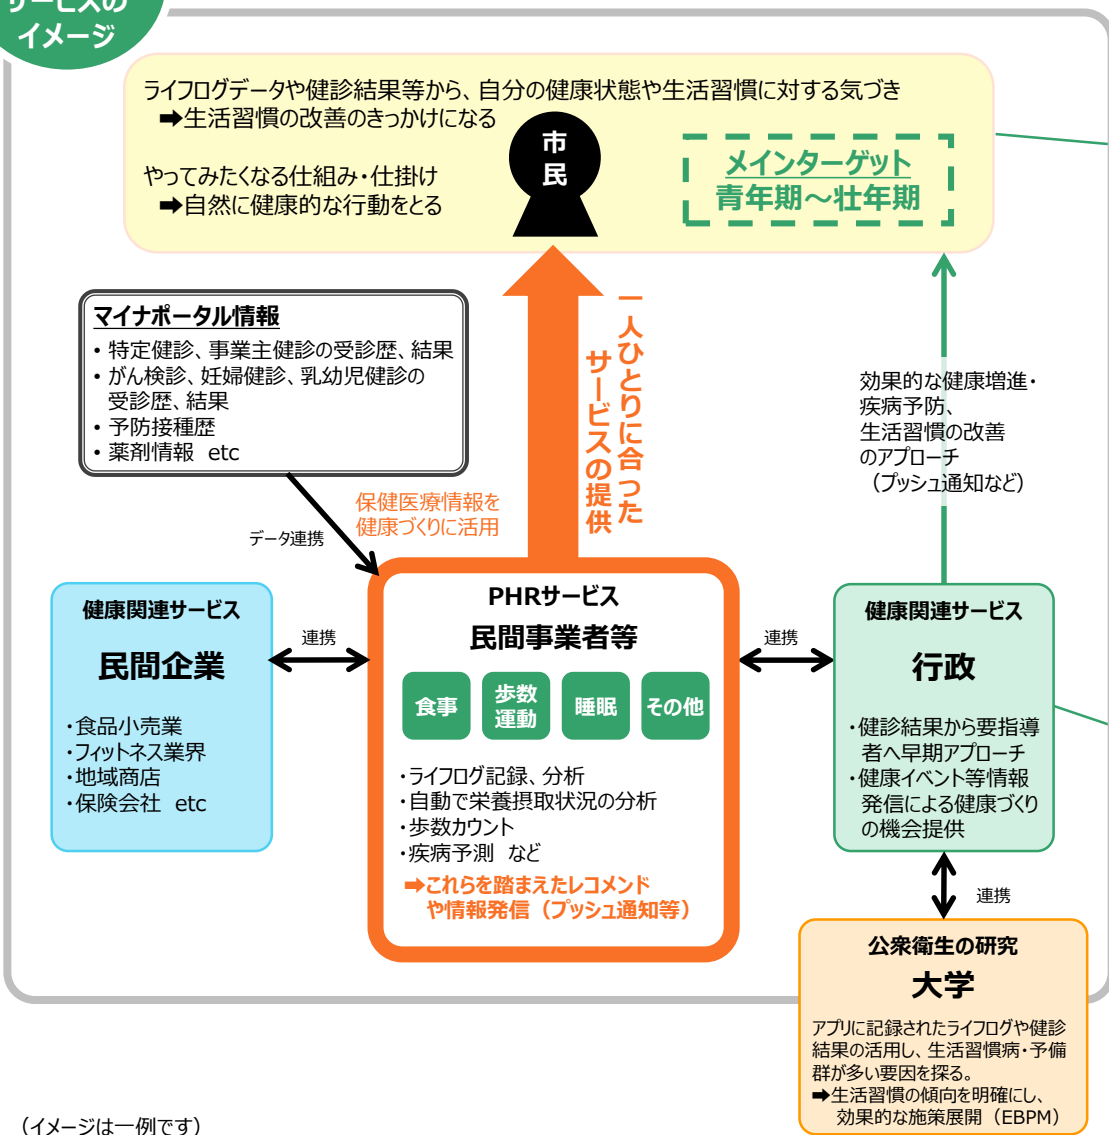 サービスの
イメージ
ライフログデータや健診結果等から、自分の健康状態や生活習慣に対する気づき
➡生活習慣の改善のきっかけになる
やってみたくなる仕組み・仕掛け
➡自然に健康的な行動をとる
市
民
メインターゲット
青年期~壮年期
マイナポータル情報
・特定健診、事業主健診の受診歴、結果
・がん検診、妊婦健診、乳幼児健診の
受診歴、結果
・予防接種歴
・薬剤情報 etc
一人ひとりに合った
サービスの提供
効果的な健康増進・
疾病予防、
生活習慣の改善
のアプローチ
(プッシュ通知など)
保健医療情報を
健康づくりに活用
データ連携
健康関連サービス
民間企業
・食品小売業
・フィットネス業界
・地域商店
・保険会社 etc
連携
PHRサービス
民間事業者等
食事
歩数
運動
睡眠
その他
・ライフログ記録、分析
・自動で栄養摂取状況の分析
・歩数カウント
・疾病予測 など
➡これらを踏まえたレコメンド
や情報発信(プッシュ通知等)
連携
健康関連サービス
行政
・健診結果から要指導
者へ早期アプローチ
・健康イベント等情報
発信による健康づくり
の機会提供
連携
公衆衛生の研究
大学
アプリに記録されたライフログや健診
結果の活用し、生活習慣病・予備
群が多い要因を探る。
➡生活習慣の傾向を明確にし、
効果的な施策展開(EBPM)
(イメージは一例です)